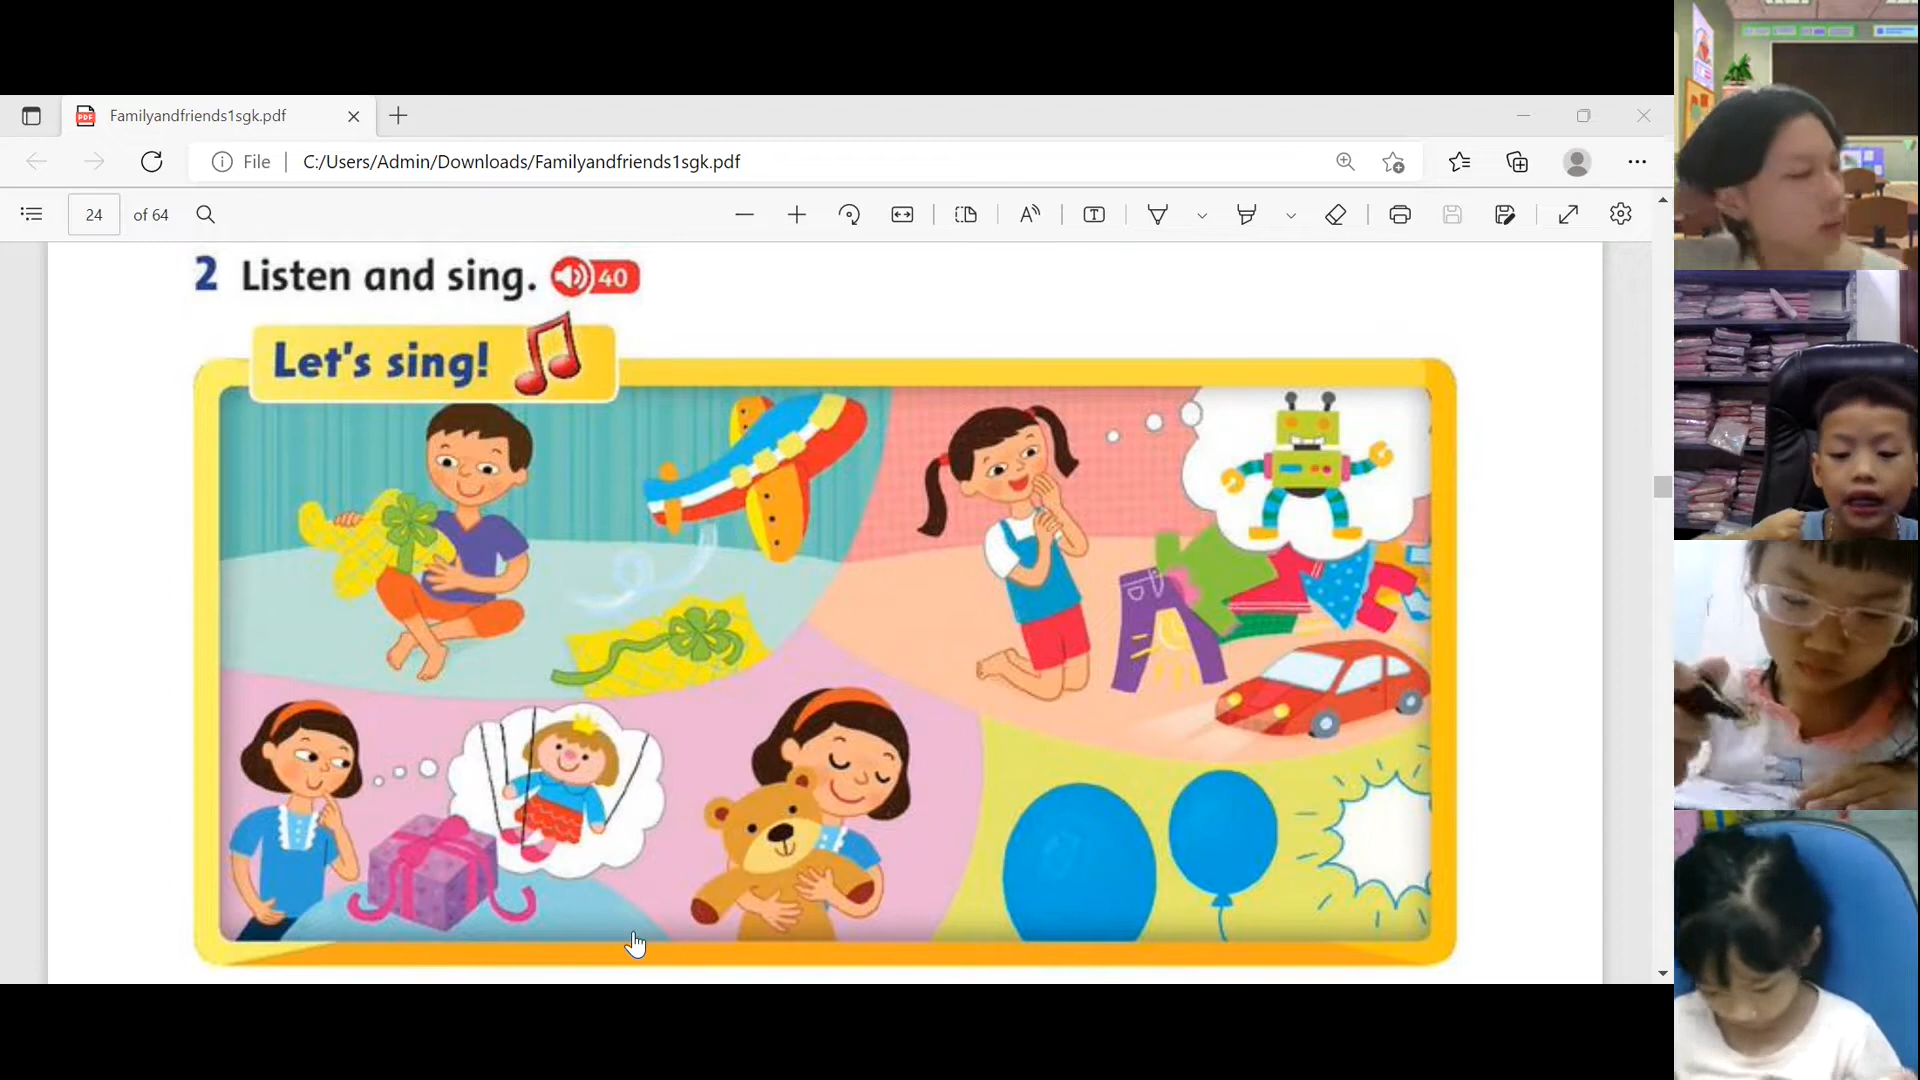 Familyandfriends1sgk.pdf
File
C:/Users/Admin/Downloads/Familyandfriends1sgk.pdf
24 of 64
2 Listen and sing. 40
Let's sing!